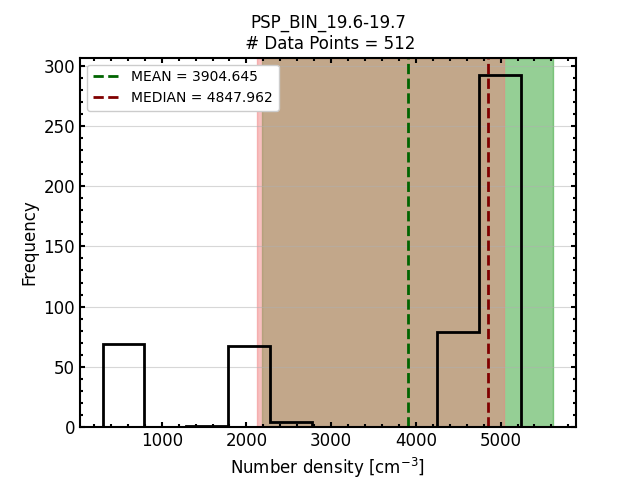 PSP_BIN_19.6-19.7
# Data Points = 512
MEAN = 3904.645
MEDIAN = 4847.962
300
250
200
150
100
50
0
Frequency
1000 2000 3000 4000 5000
Number density [cm⁻³]